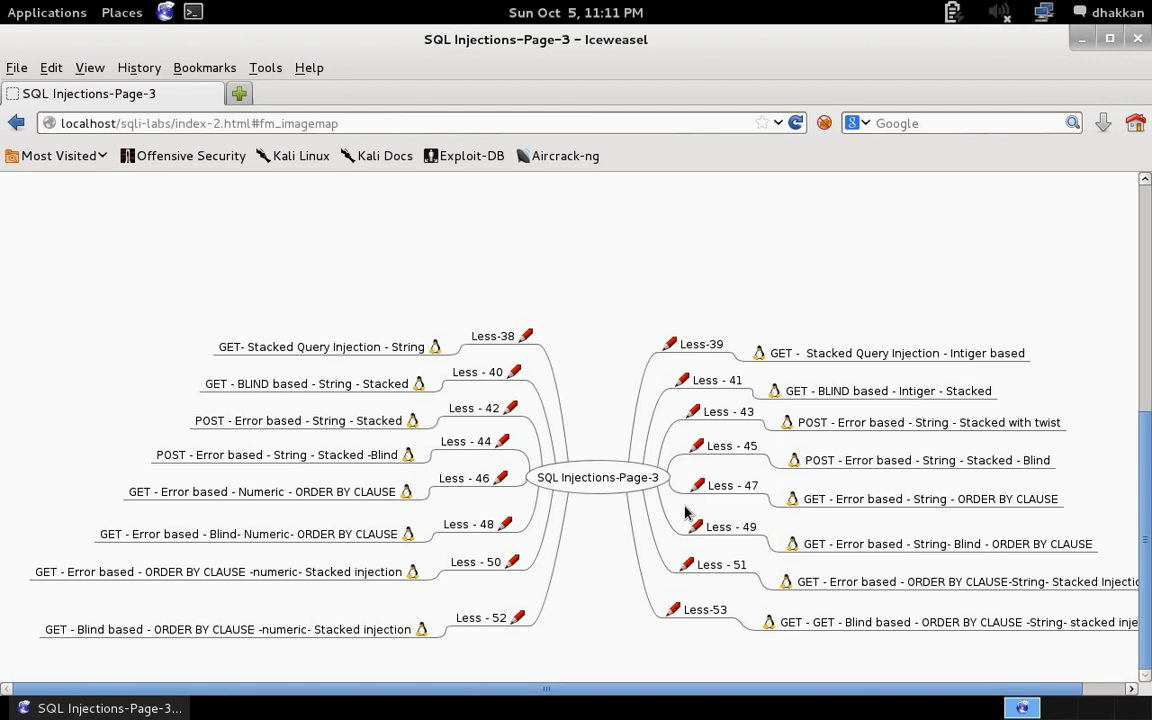 Applications Places Sun Oct 5, 11:11 PM dhakkan
SQL Injections-Page-3 - Iceweasel
File Edit View History Bookmarks Tools Help
SQL Injections-Page-3
localhost/sqli-labs/index-2.html#fm_imagemap Google
Most Visited Offensive Security Kali Linux Kali Docs Exploit-DB Aircrack-ng
GET- Stacked Query Injection - String Less-38
Less-39 GET - Stacked Query Injection - Intiger based
GET - BLIND based - String - Stacked Less - 40
Less - 41 GET - BLIND based - Intiger - Stacked
POST - Error based - String - Stacked Less - 42
Less - 43 POST - Error based - String - Stacked with twist
POST - Error based - String - Stacked -Blind Less - 44
Less - 45 POST - Error based - String - Stacked - Blind
GET - Error based - Numeric - ORDER BY CLAUSE Less - 46
SQL Injections-Page-3
Less - 47 GET - Error based - String - ORDER BY CLAUSE
GET - Error based - Blind- Numeric- ORDER BY CLAUSE Less - 48
Less - 49 GET - Error based - String- Blind - ORDER BY CLAUSE
GET - Error based - ORDER BY CLAUSE -numeric- Stacked injection Less - 50
Less - 51 GET - Error based - ORDER BY CLAUSE-String- Stacked Injectio
GET - Blind based - ORDER BY CLAUSE -numeric- Stacked injection Less - 52
Less-53 GET - GET - Blind based - ORDER BY CLAUSE -String- stacked inje
SQL Injections-Page-3...